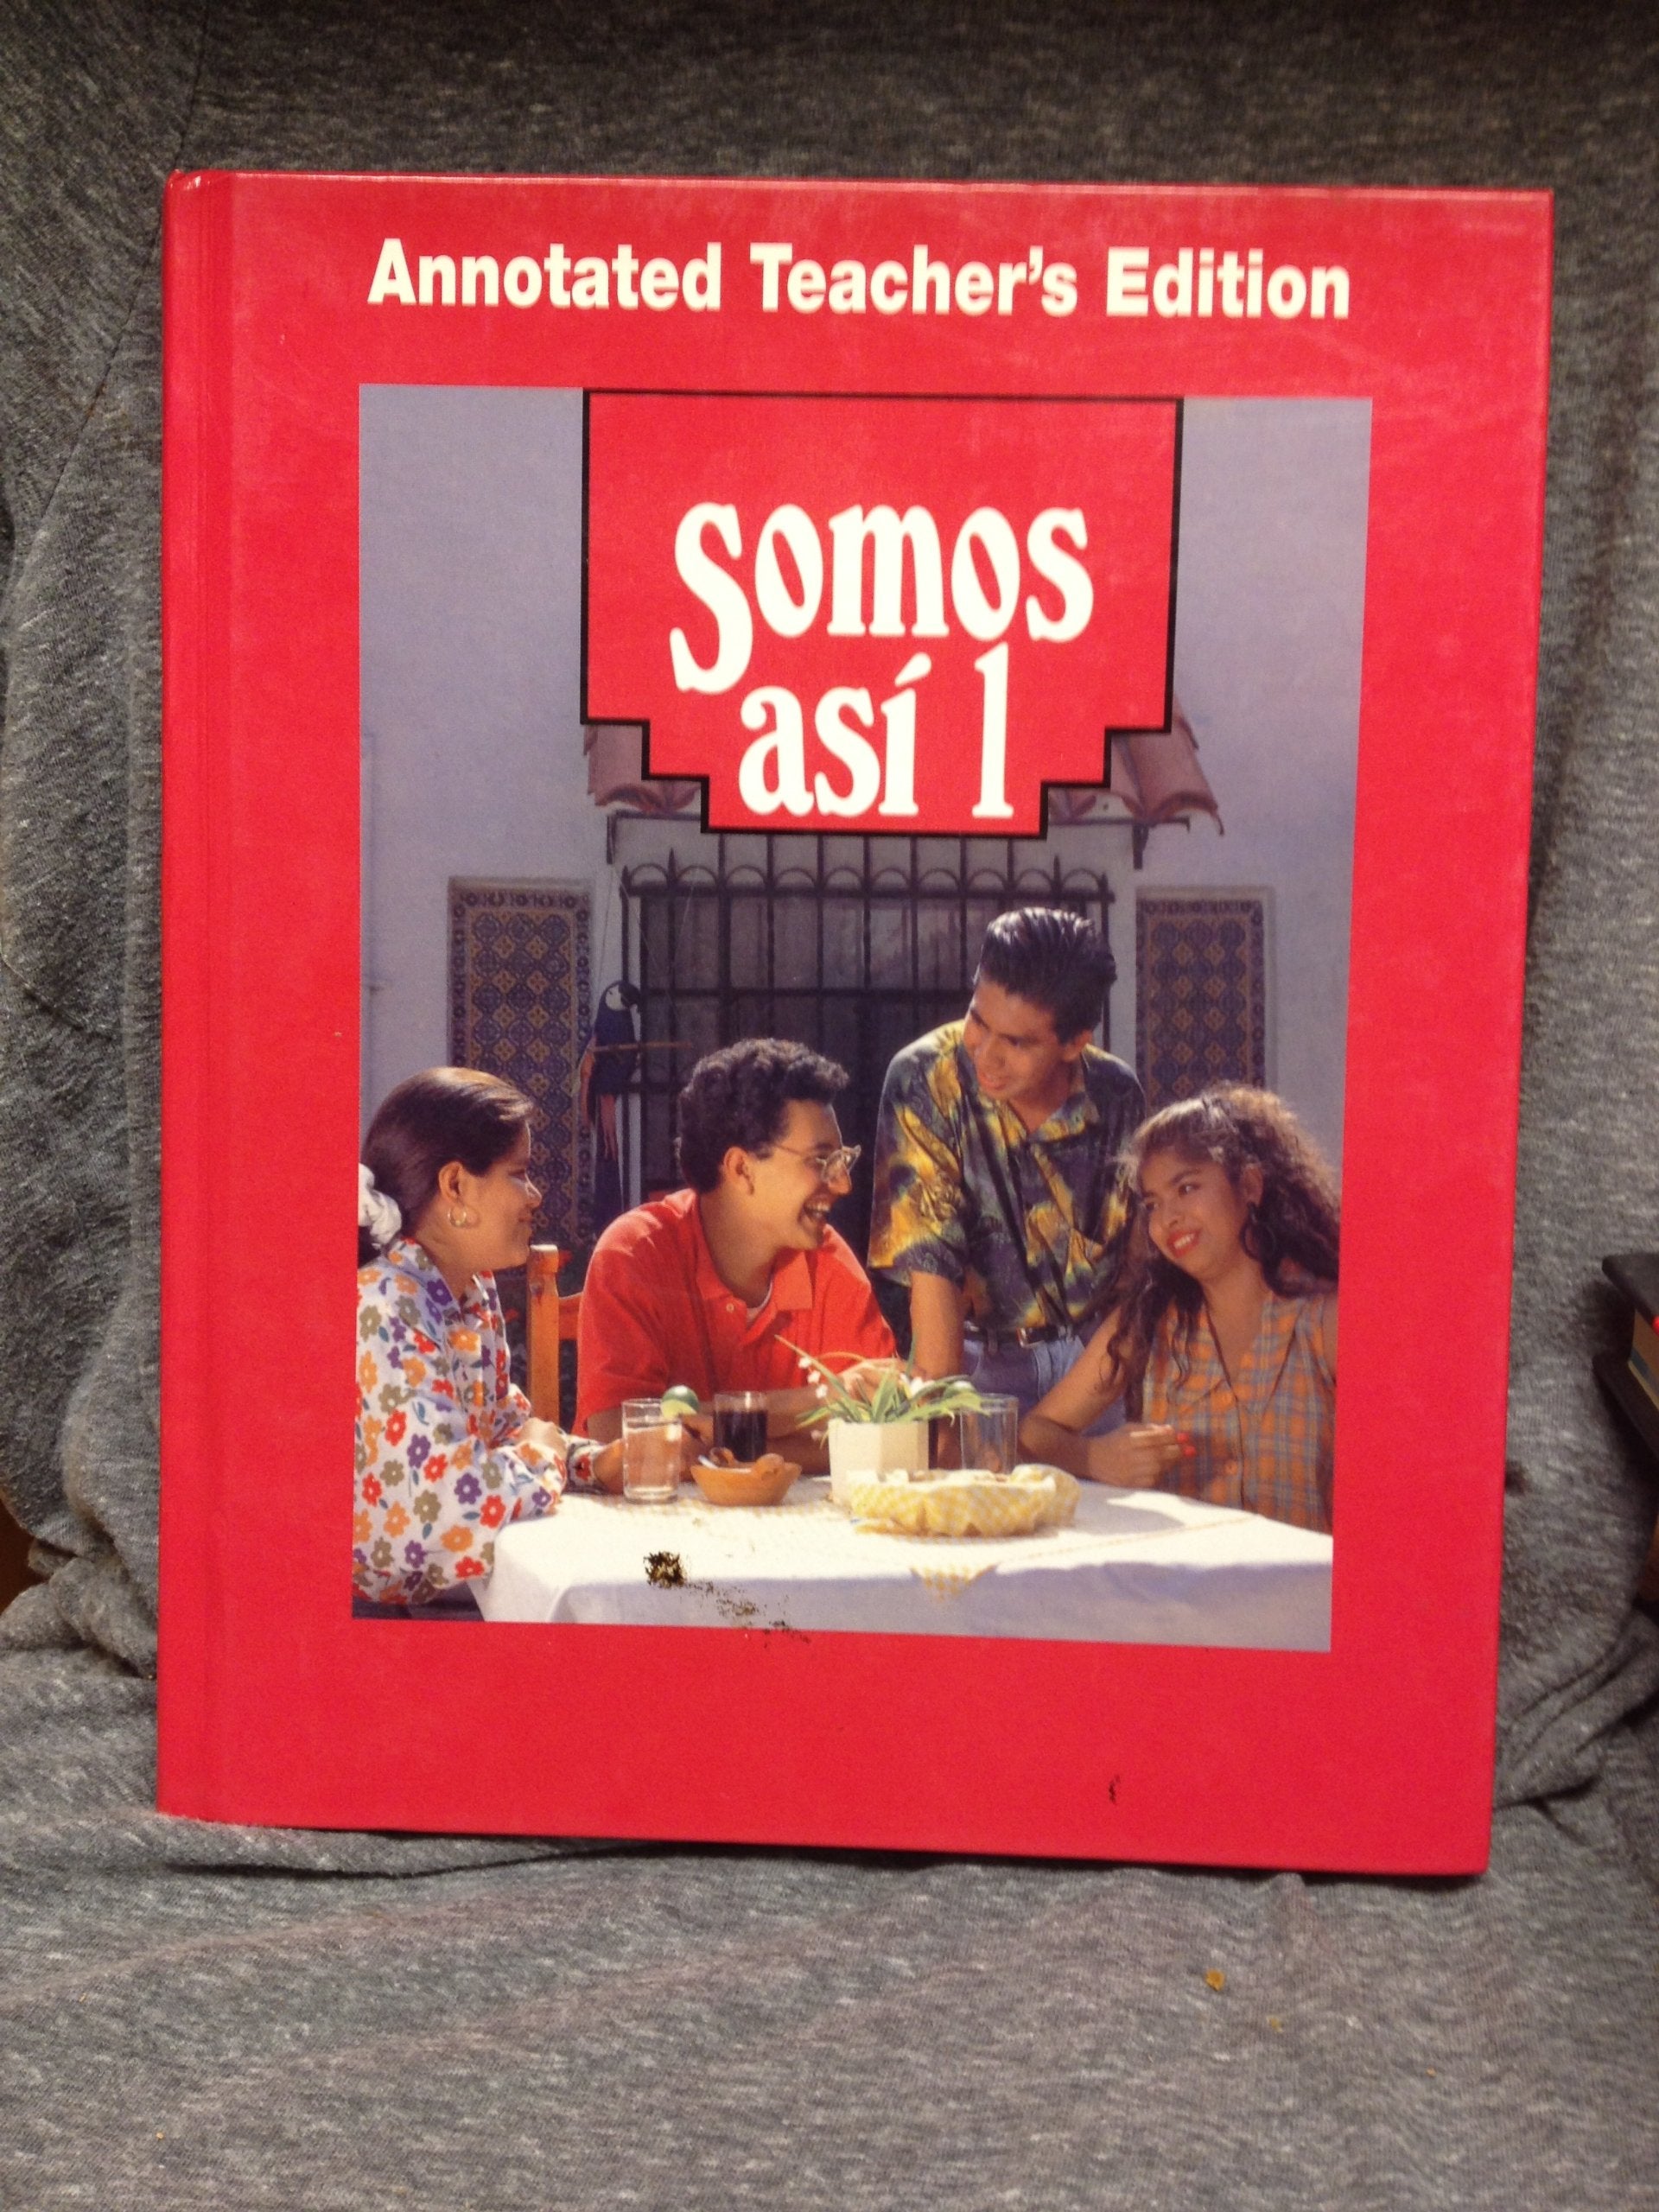 Annotated Teacher's Edition
Somos
así 1